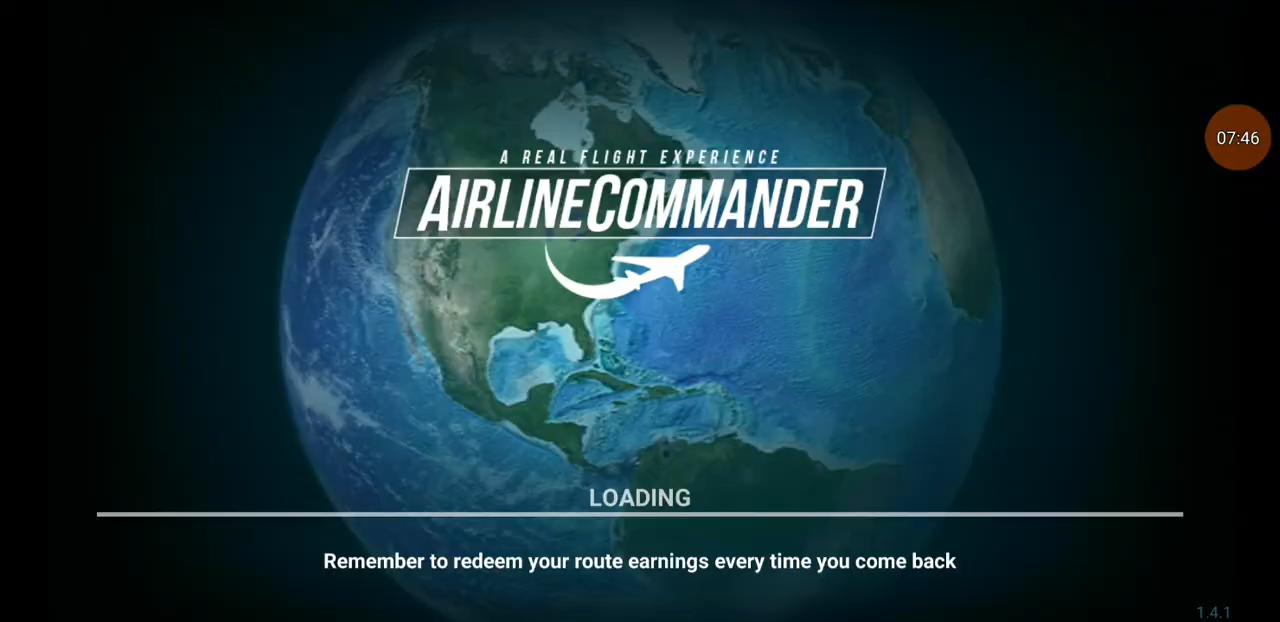 A REAL FLIGHT EXPERIENCE
AIRLINECOMMANDER
07:46
LOADING
Remember to redeem your route earnings every time you come back
1.4.1